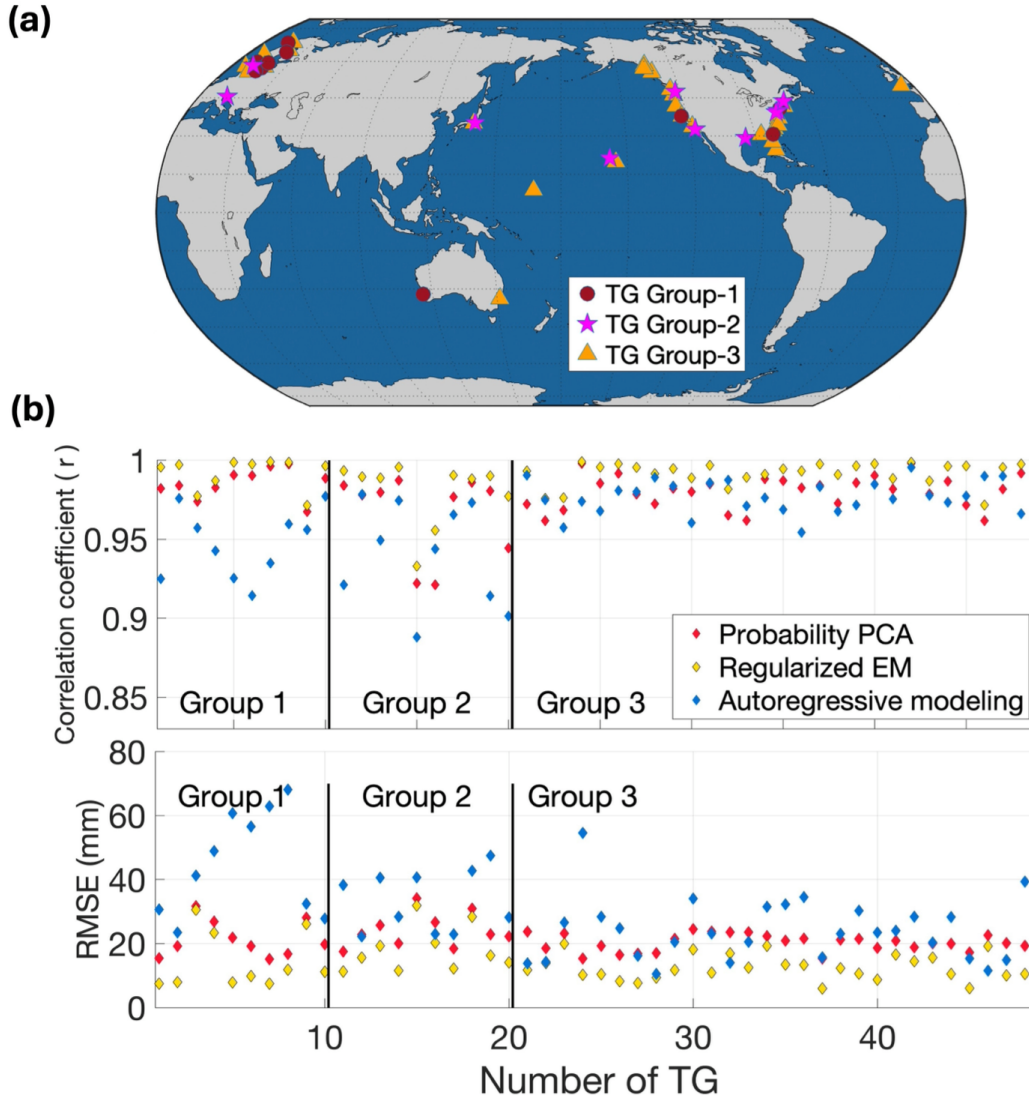 (a)
TG Group-1
TG Group-2
TG Group-3
(b)
Correlation coefficient ( r )
1
0.95
0.9
0.85
Group 1
Group 2
Group 3
Probability PCA
Regularized EM
Autoregressive modeling
RMSE (mm)
80
60
40
20
0
Group 1
Group 2
Group 3
10
20
30
40
Number of TG